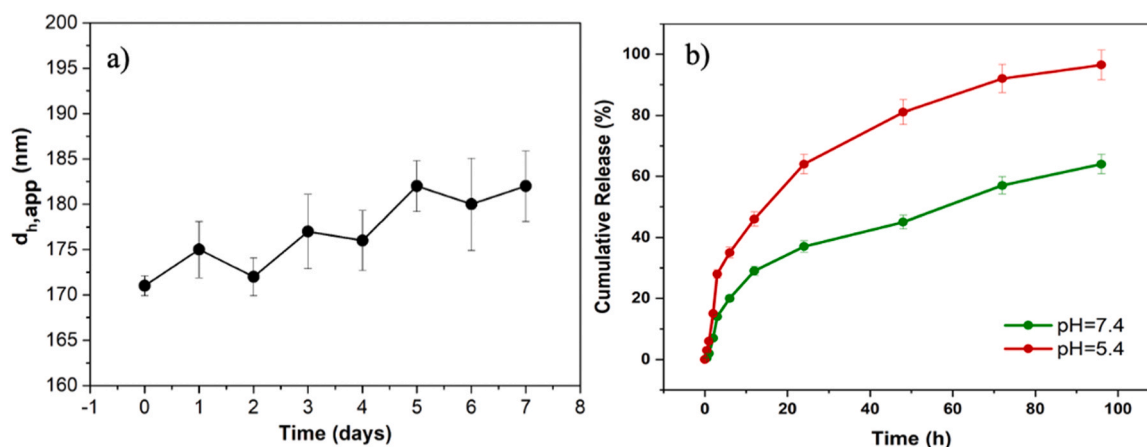 a)
d_h,app (nm)
200
195
190
185
180
175
170
165
160
-1 0 1 2 3 4 5 6 7 8
Time (days)
b)
Cumulative Release (%)
100
80
60
40
20
0
pH=7.4
pH=5.4
0 20 40 60 80 100
Time (h)